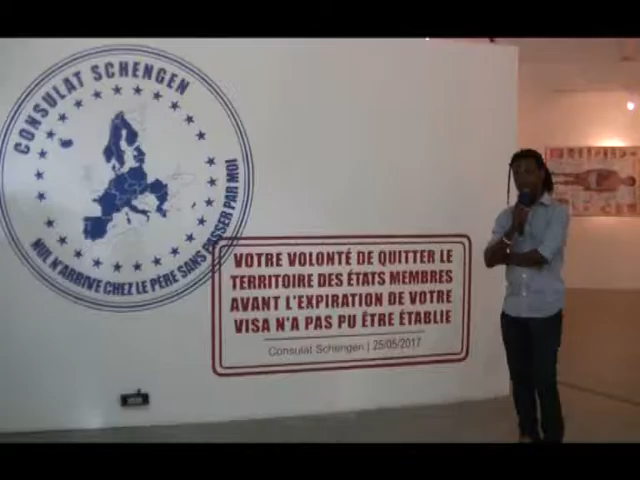 CONSULAT SCHENGEN
NUL N'ARRIVE CHEZ LE PÈRE SANS PASSER PAR MOI
VOTRE VOLONTÉ DE QUITTER LE
TERRITOIRE DES ÉTATS MEMBRES
AVANT L'EXPIRATION DE VOTRE
VISA N'A PAS PU ÊTRE ÉTABLIE
Consulat Schengen | 25/05/2017